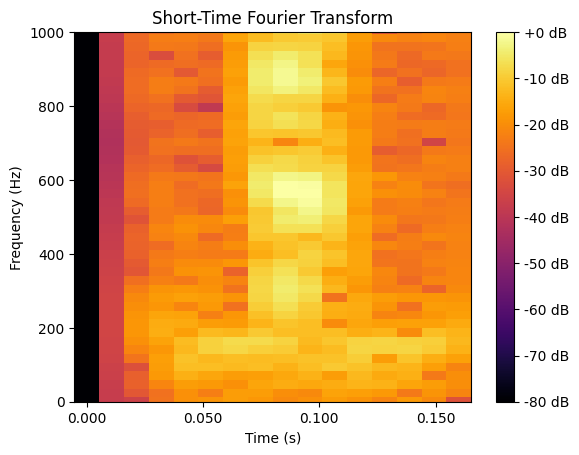 Short-Time Fourier Transform
Frequency (Hz)
1000
800
600
400
200
0
0.000
0.050
0.100
0.150
Time (s)
+0 dB
-10 dB
-20 dB
-30 dB
-40 dB
-50 dB
-60 dB
-70 dB
-80 dB